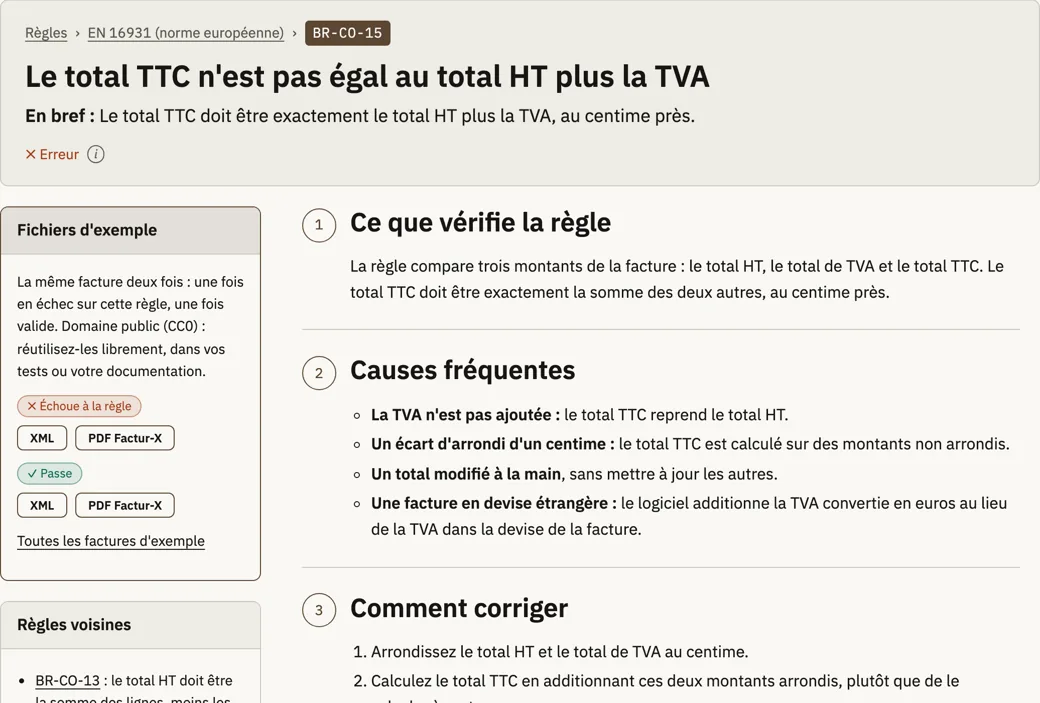 Règles › EN 16931 (norme européenne) › BR-CO-15
Le total TTC n'est pas égal au total HT plus la TVA
En bref : Le total TTC doit être exactement le total HT plus la TVA, au centime près.
✕ Erreur i
Fichiers d'exemple
La même facture deux fois : une fois
en échec sur cette règle, une fois
valide. Domaine public (CC0) :
réutilisez-les librement, dans vos
tests ou votre documentation.
✕ Échoue à la règle
XML PDF Factur-X
✓ Passe
XML PDF Factur-X
Toutes les factures d'exemple
Règles voisines
• BR-CO-13 : le total HT doit être
la somme des lignes, moins les
1 Ce que vérifie la règle
La règle compare trois montants de la facture : le total HT, le total de TVA et le total TTC. Le
total TTC doit être exactement la somme des deux autres, au centime près.
2 Causes fréquentes
◦ La TVA n'est pas ajoutée : le total TTC reprend le total HT.
◦ Un écart d'arrondi d'un centime : le total TTC est calculé sur des montants non arrondis.
◦ Un total modifié à la main, sans mettre à jour les autres.
◦ Une facture en devise étrangère : le logiciel additionne la TVA convertie en euros au lieu
de la TVA dans la devise de la facture.
3 Comment corriger
1. Arrondissez le total HT et le total de TVA au centime.
2. Calculez le total TTC en additionnant ces deux montants arrondis, plutôt que de le